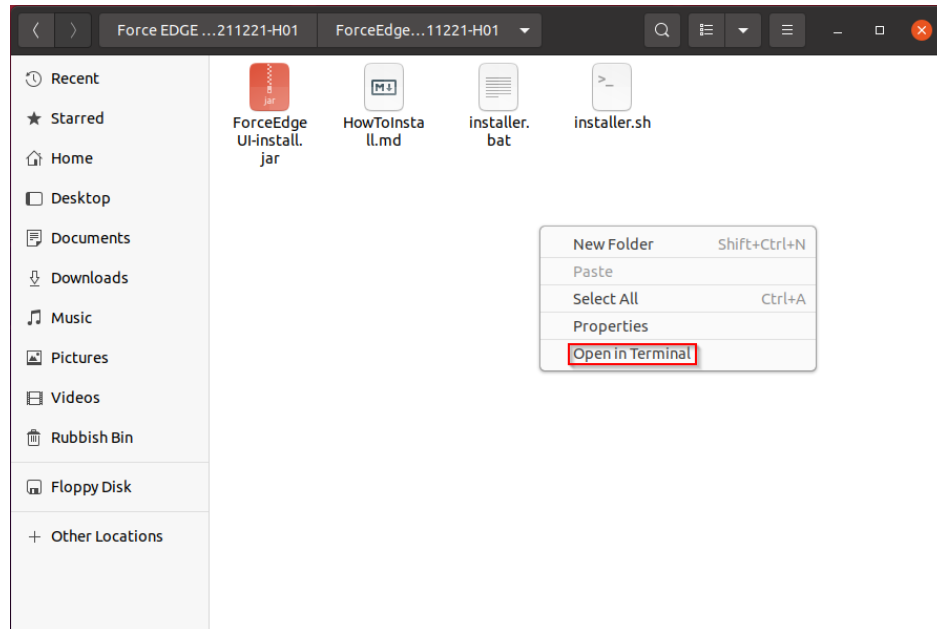 Force EDGE ...211221-H01
ForceEdge...11221-H01
Recent
Starred
Home
Desktop
Documents
Downloads
Music
Pictures
Videos
Rubbish Bin
Floppy Disk
+ Other Locations
jar
ForceEdge
UI-install.
jar
M↓
HowToInsta
ll.md
installer.
bat
>_
installer.sh
New Folder Shift+Ctrl+N
Paste
Select All Ctrl+A
Properties
Open in Terminal